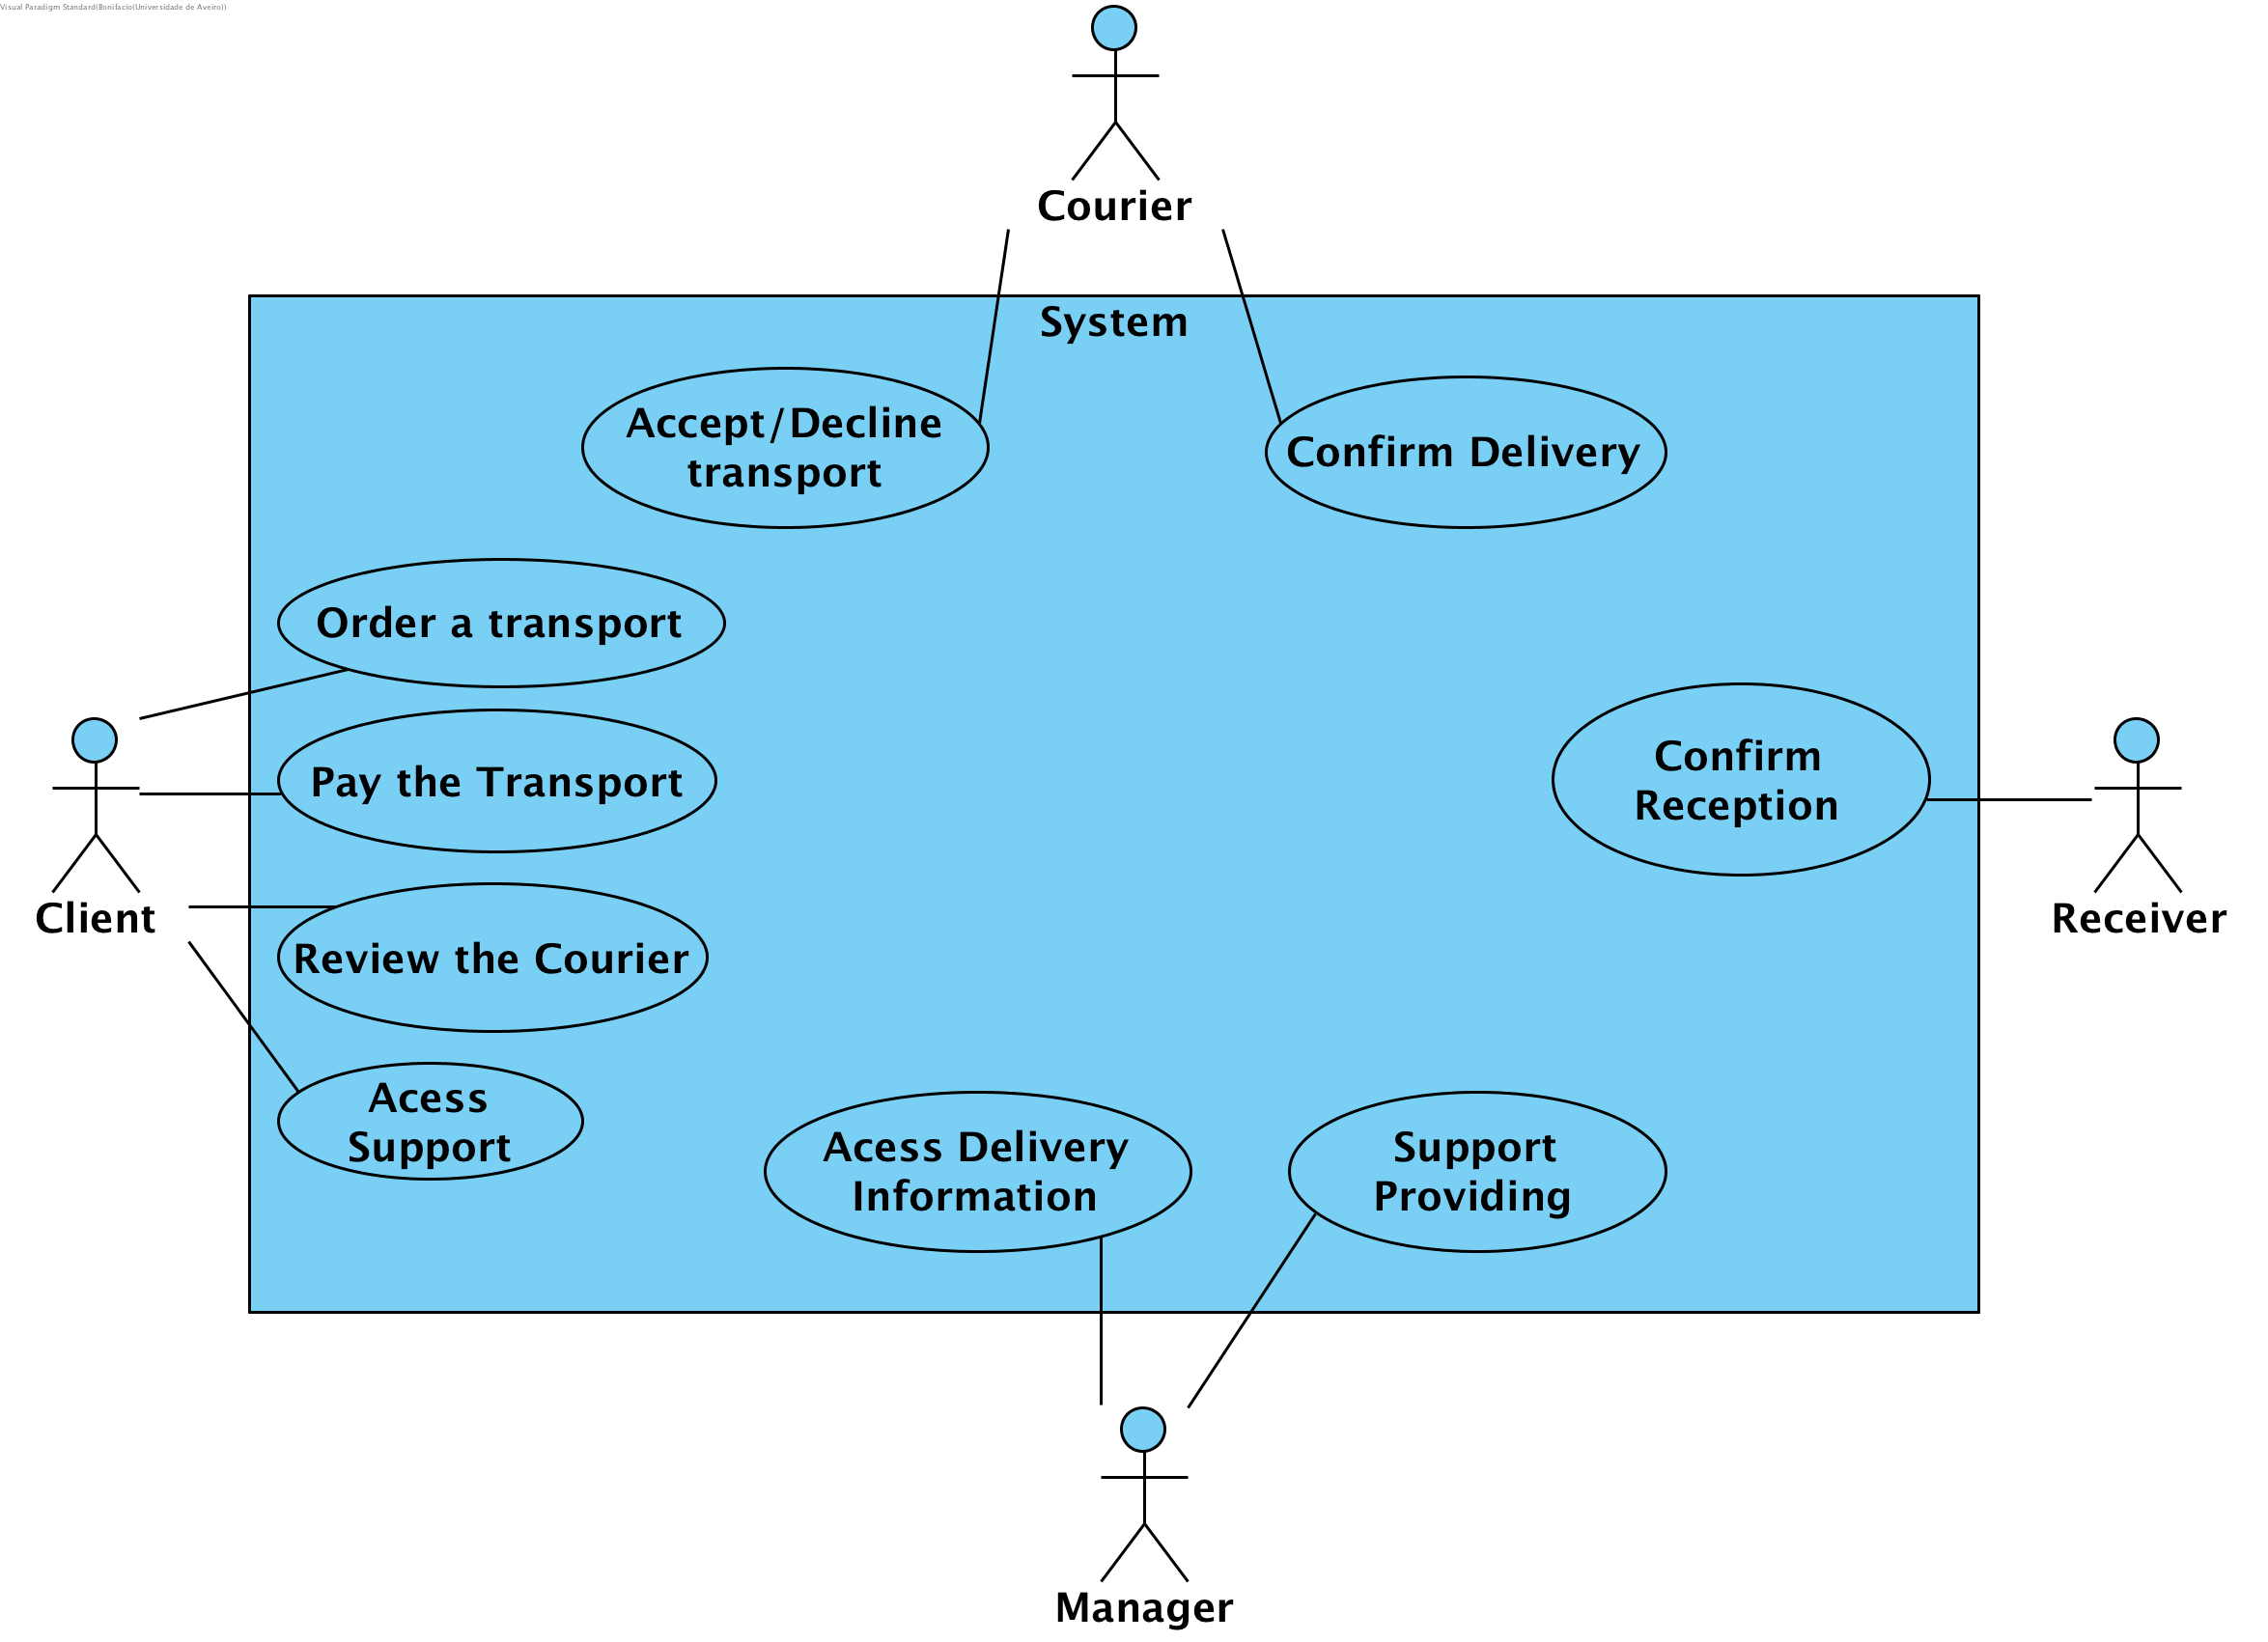 Visual Paradigm Standard(Bonifacio(Universidade de Aveiro))
Courier
System
Accept/Decline
transport
Confirm Delivery
Order a transport
Pay the Transport
Confirm
Reception
Client
Receiver
Review the Courier
Acess
Support
Acess Delivery
Information
Support
Providing
Manager